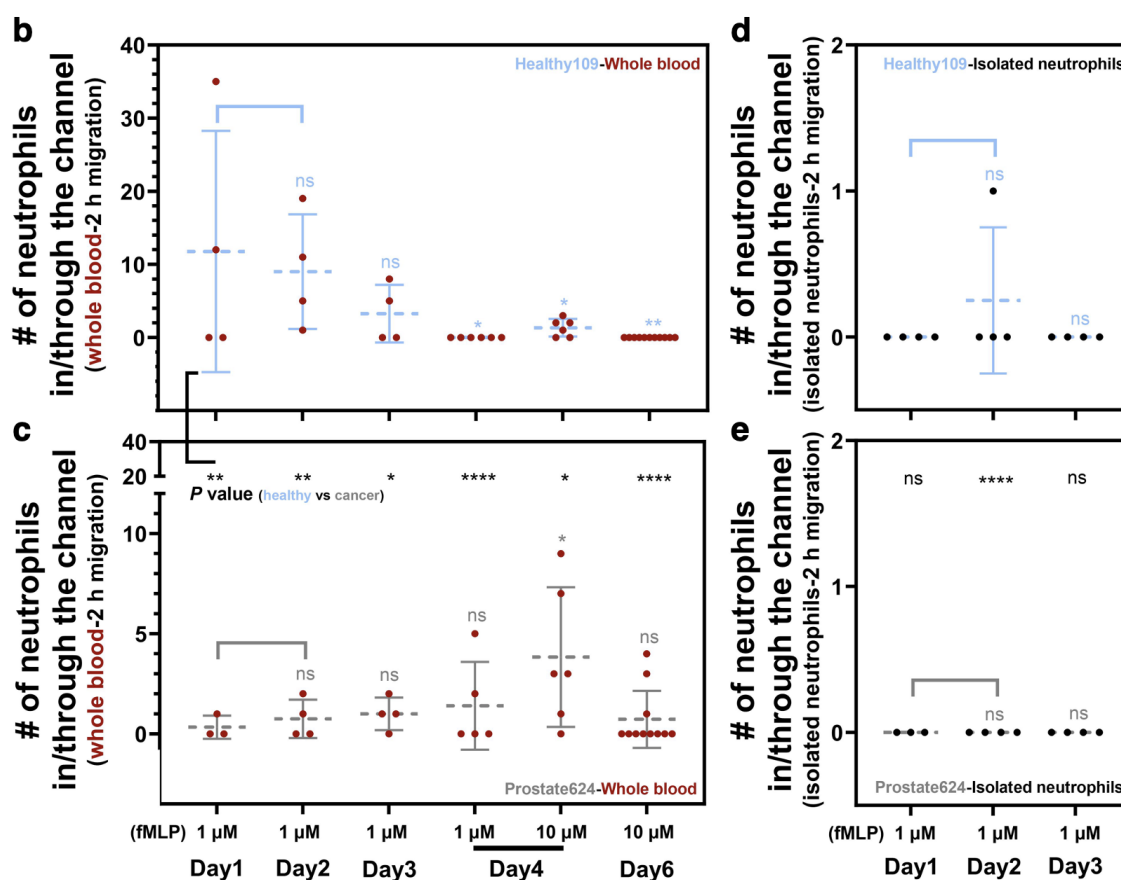 b
# of neutrophils
in/through the channel
(whole blood-2 h migration)
40
30
20
10
0
Healthy109-Whole blood
ns
ns
*
*
**
c
# of neutrophils
in/through the channel
(whole blood-2 h migration)
40
20
10
5
0
** ** * **** * ****
P value (healthy vs cancer)
ns
ns
ns
*
ns
Prostate624-Whole blood
(fMLP) 1 µM 1 µM 1 µM 1 µM 10 µM 10 µM
Day1 Day2 Day3 Day4 Day6
d
# of neutrophils
in/through the channel
(isolated neutrophils-2 h migration)
2
1
0
Healthy109-Isolated neutrophils
ns
ns
e
# of neutrophils
in/through the channel
(isolated neutrophils-2 h migration)
2
1
0
ns **** ns
ns ns
Prostate624-Isolated neutrophils
(fMLP) 1 µM 1 µM 1 µM
Day1 Day2 Day3